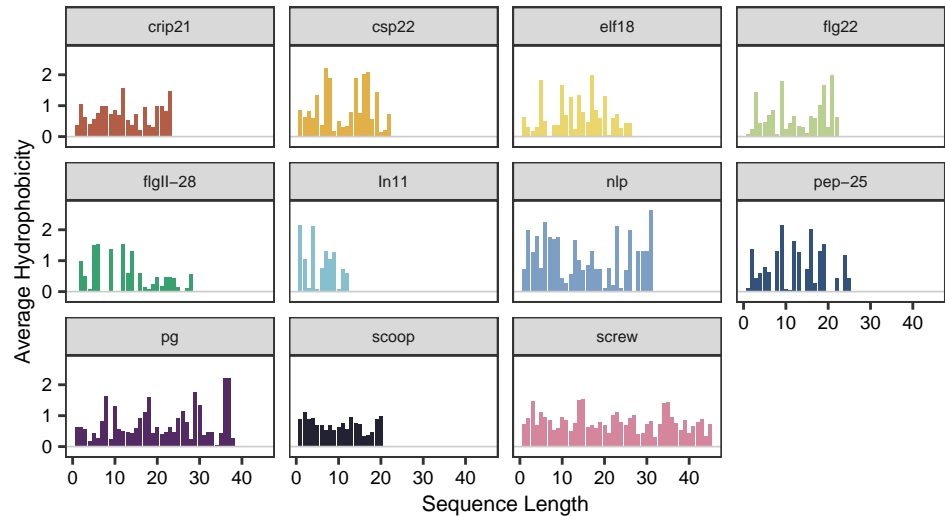 crip21 csp22 elf18 flg22
2
1
0
flgII−28 In11 nlp pep−25
2
1
0
0 10 20 30 40
pg scoop screw
2
1
0
0 10 20 30 40 0 10 20 30 40 0 10 20 30 40
Average Hydrophobicity
Sequence Length